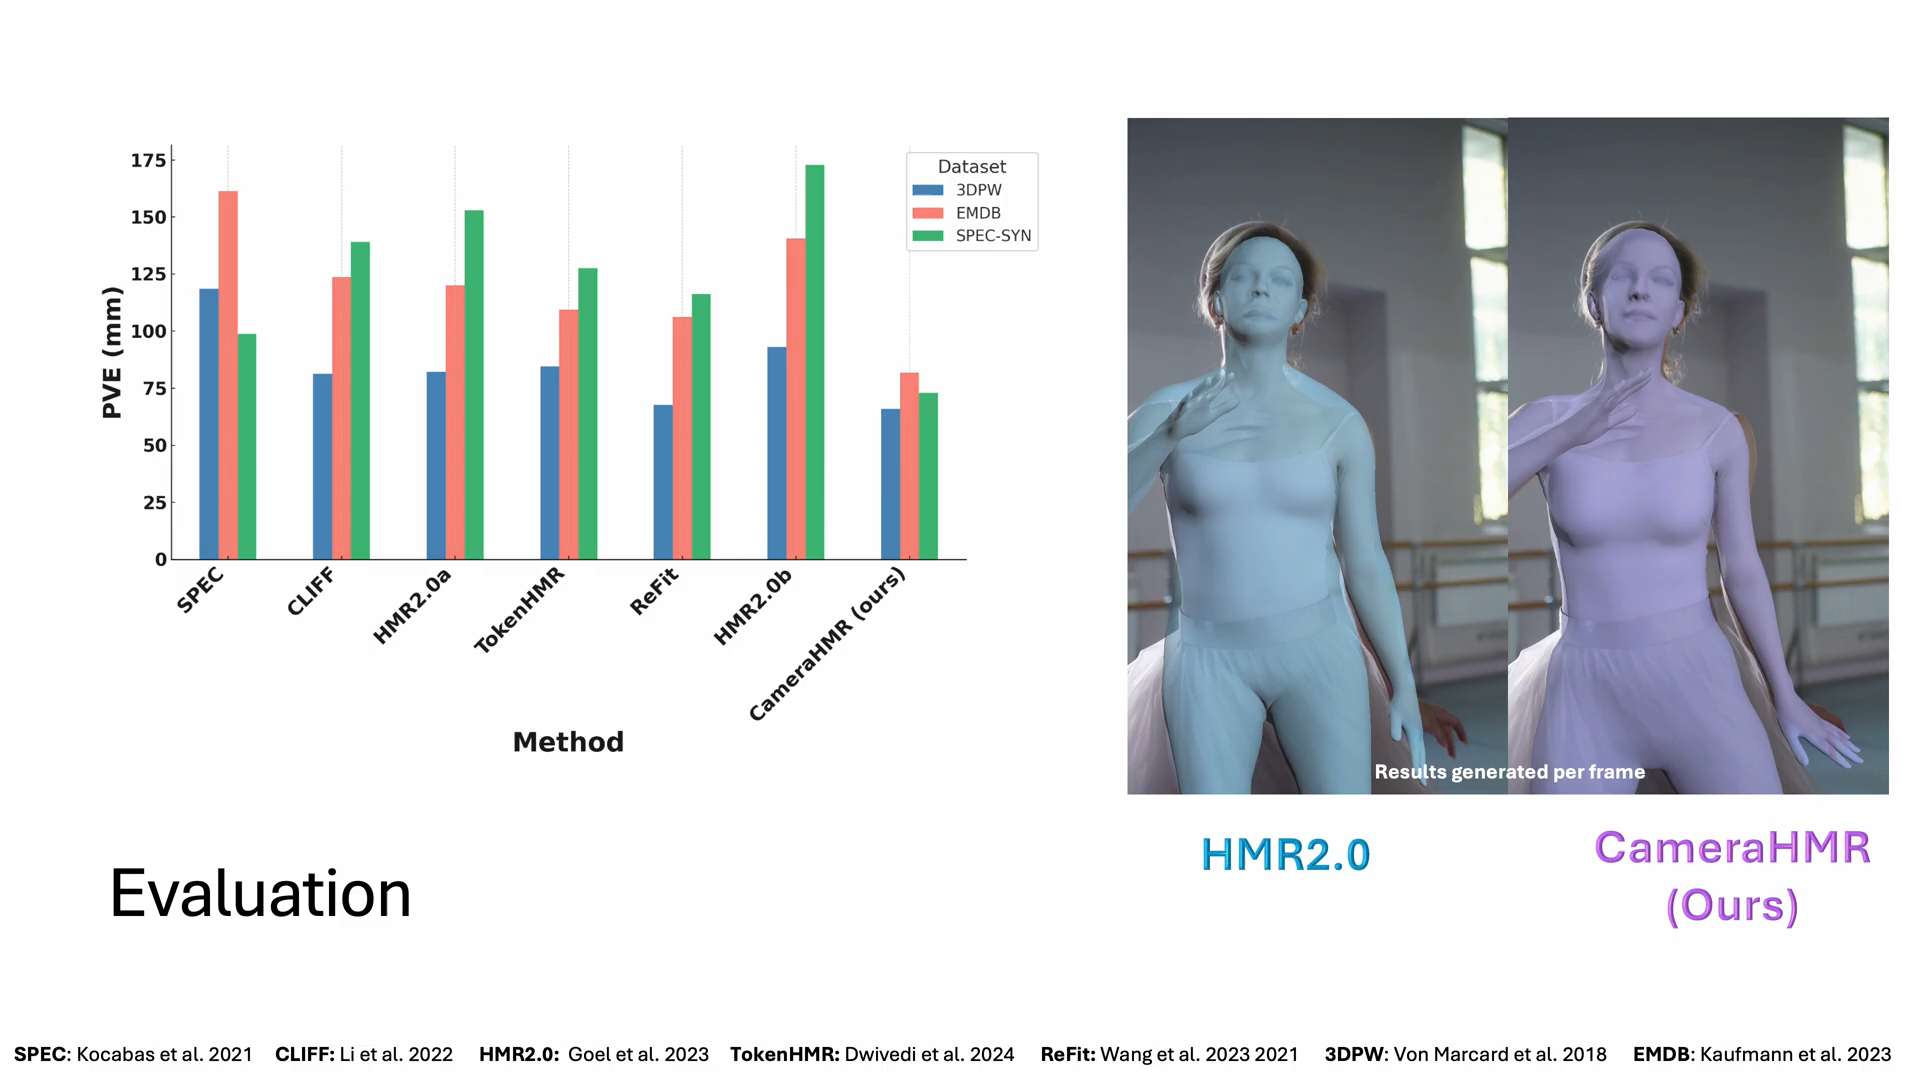 175
150
125
100
75
50
25
0
PVE (mm)
Dataset
3DPW
EMDB
SPEC-SYN
SPEC
CLIFF
HMR2.0a
TokenHMR
ReFit
HMR2.0b
CameraHMR (ours)
Method
Results generated per frame
HMR2.0
CameraHMR
(Ours)
Evaluation
SPEC: Kocabas et al. 2021 CLIFF: Li et al. 2022 HMR2.0: Goel et al. 2023 TokenHMR: Dwivedi et al. 2024 ReFit: Wang et al. 2023 2021 3DPW: Von Marcard et al. 2018 EMDB: Kaufmann et al. 2023